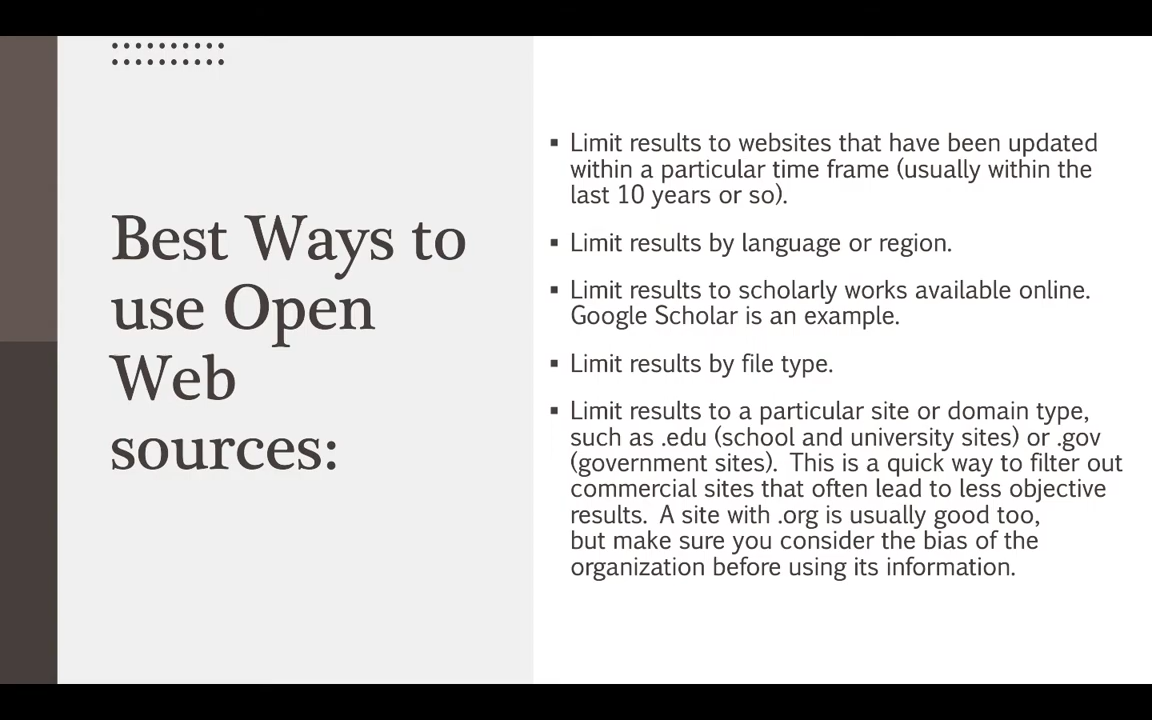 Best Ways to
use Open
Web
sources:
▪ Limit results to websites that have been updated
within a particular time frame (usually within the
last 10 years or so).
▪ Limit results by language or region.
▪ Limit results to scholarly works available online.
Google Scholar is an example.
▪ Limit results by file type.
▪ Limit results to a particular site or domain type,
such as .edu (school and university sites) or .gov
(government sites).  This is a quick way to filter out
commercial sites that often lead to less objective
results.  A site with .org is usually good too,
but make sure you consider the bias of the
organization before using its information.